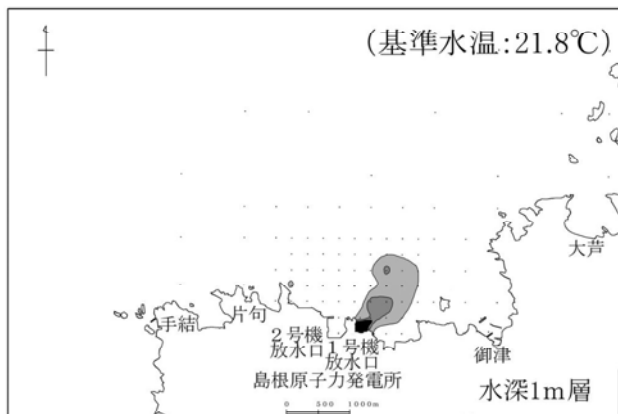 (基準水温:21.8℃)
大芦
手結
片句
2号機
放水口
1号機
放水口
御津
島根原子力発電所
水深1m層
0 500 1000m